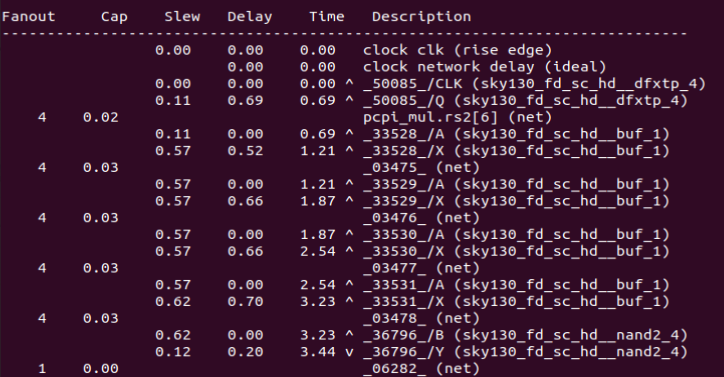 Fanout     Cap    Slew   Delay    Time   Description
-----------------------------------------------------------------------------
                  0.00    0.00    0.00   clock clk (rise edge)
                          0.00    0.00   clock network delay (ideal)
                  0.00    0.00    0.00 ^ _50085_/CLK (sky130_fd_sc_hd__dfxtp_4)
                  0.11    0.69    0.69 ^ _50085_/Q (sky130_fd_sc_hd__dfxtp_4)
     4    0.02                           pcpi_mul.rs2[6] (net)
                  0.11    0.00    0.69 ^ _33528_/A (sky130_fd_sc_hd__buf_1)
                  0.57    0.52    1.21 ^ _33528_/X (sky130_fd_sc_hd__buf_1)
     4    0.03                           _03475_ (net)
                  0.57    0.00    1.21 ^ _33529_/A (sky130_fd_sc_hd__buf_1)
                  0.57    0.66    1.87 ^ _33529_/X (sky130_fd_sc_hd__buf_1)
     4    0.03                           _03476_ (net)
                  0.57    0.00    1.87 ^ _33530_/A (sky130_fd_sc_hd__buf_1)
                  0.57    0.66    2.54 ^ _33530_/X (sky130_fd_sc_hd__buf_1)
     4    0.03                           _03477_ (net)
                  0.57    0.00    2.54 ^ _33531_/A (sky130_fd_sc_hd__buf_1)
                  0.62    0.70    3.23 ^ _33531_/X (sky130_fd_sc_hd__buf_1)
     4    0.03                           _03478_ (net)
                  0.62    0.00    3.23 ^ _36796_/B (sky130_fd_sc_hd__nand2_4)
                  0.12    0.20    3.44 v _36796_/Y (sky130_fd_sc_hd__nand2_4)
     1    0.00                           _06282_ (net)